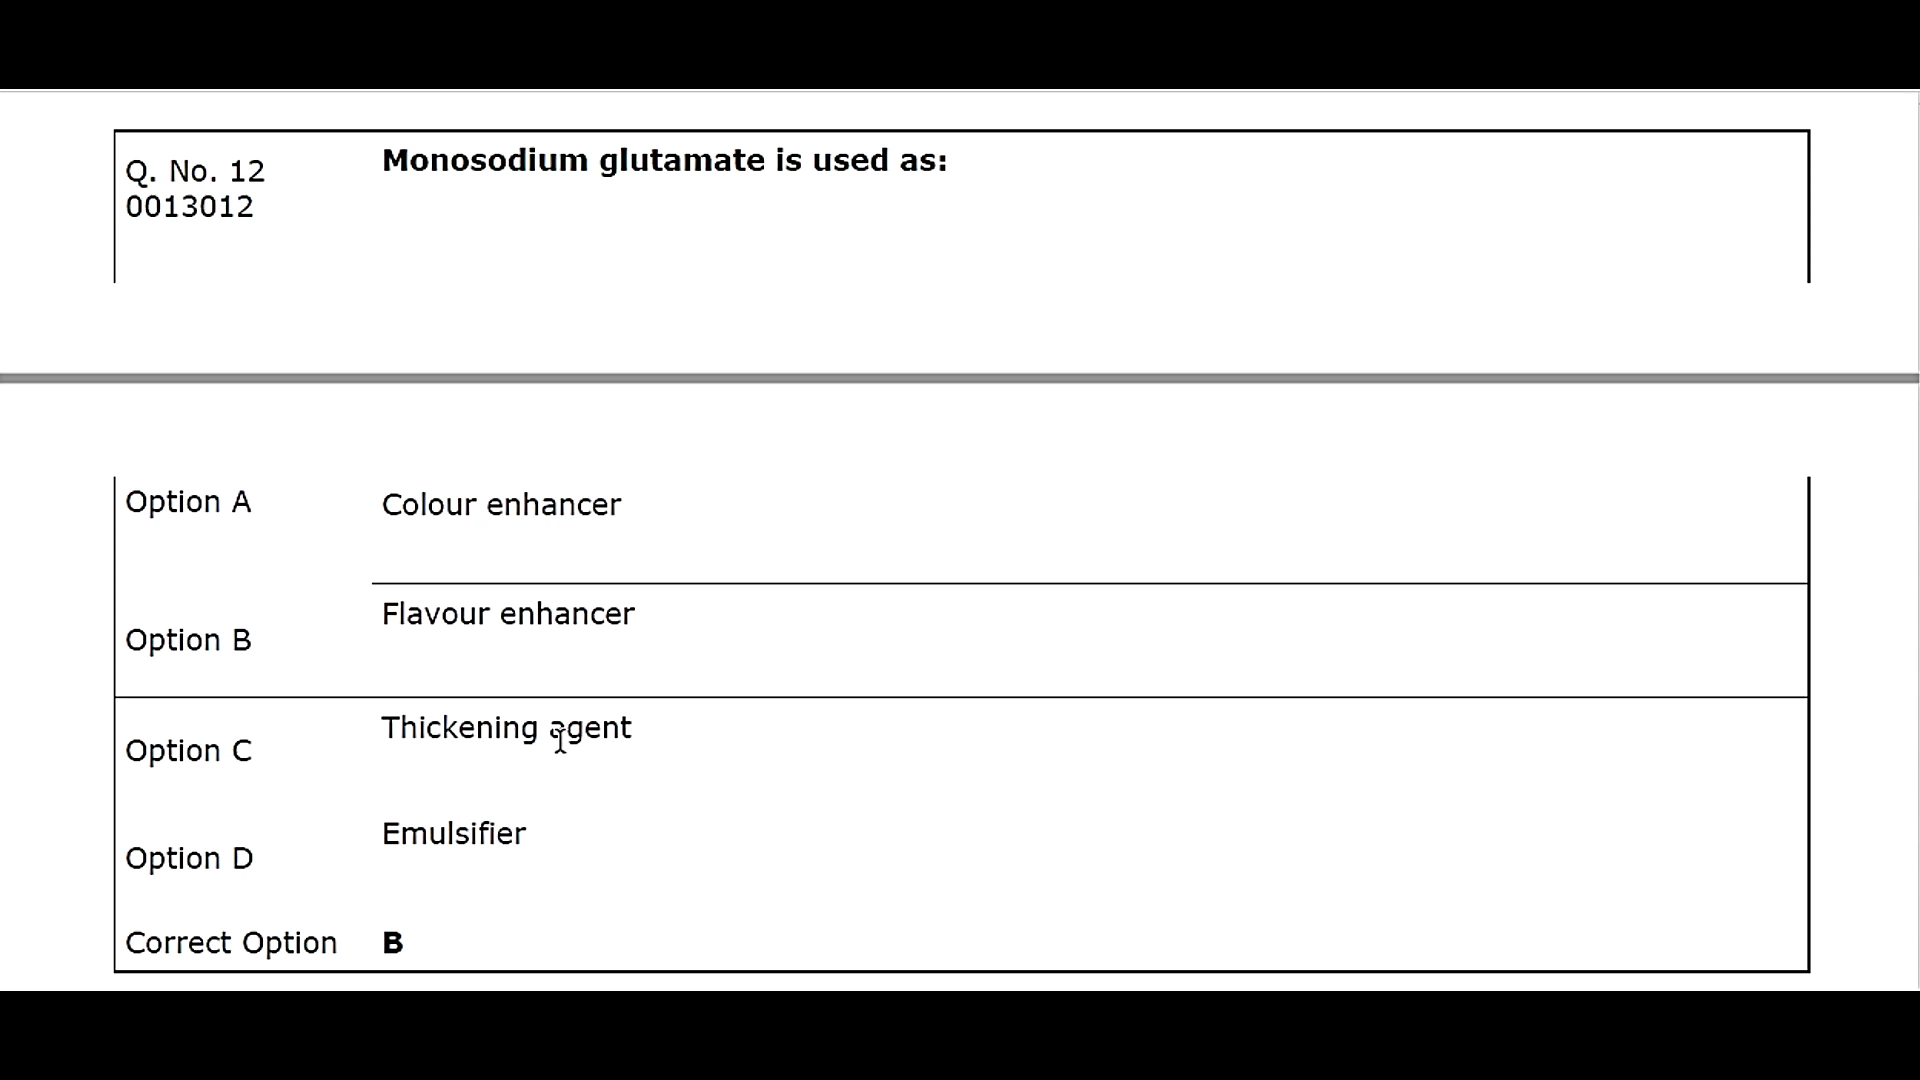 Q. No. 12
0013012
Monosodium glutamate is used as:
Option A
Colour enhancer
Option B
Flavour enhancer
Option C
Thickening agent
Option D
Emulsifier
Correct Option
B